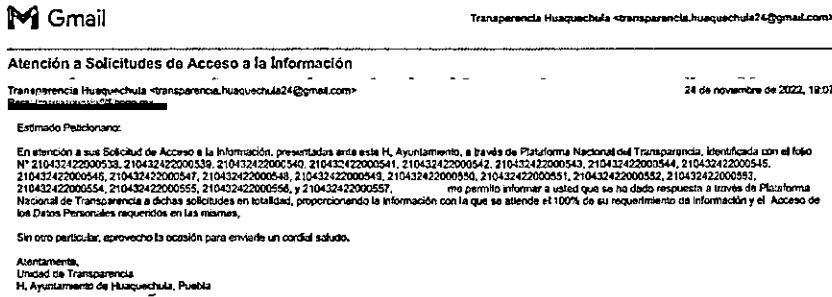 Gmail
Transparencia Huaquechula <transparencia.huaquechula24@gmail.com>
Atención a Solicitudes de Acceso a la Información
Transparencia Huaquechula <transparencia.huaquechula24@gmail.com>
24 de noviembre de 2022, 18:07
Estimado Peticionario:
En atención a sus Solicitud de Acceso a la Información, presentadas ante este H, Ayuntamiento, a través de Plataforma Nacional del Transparencia, identificada con el folio
N° 210432422000538, 210432422000539, 210432422000540, 210432422000541, 210432422000542, 210432422000543, 210432422000544, 210432422000545,
210432422000546, 210432422000547, 210432422000548, 210432422000549, 210432422000550, 210432422000551, 210432422000552, 210432422000553,
210432422000554, 210432422000555, 210432422000556, y 210432422000557, me permito informar a usted que se ha dado respuesta a través de Plataforma
Nacional de Transparencia a dichas solicitudes en totalidad, proporcionando la información con la que se atiende el 100% de su requerimiento de información y el Acceso de
los Datos Personales requeridos en las mismas,
Sin otro particular, aprovecho la ocasión para enviarle un cordial saludo.
Atentamente,
Unidad de Transparencia
H, Ayuntamiento de Huaquechula, Puebla